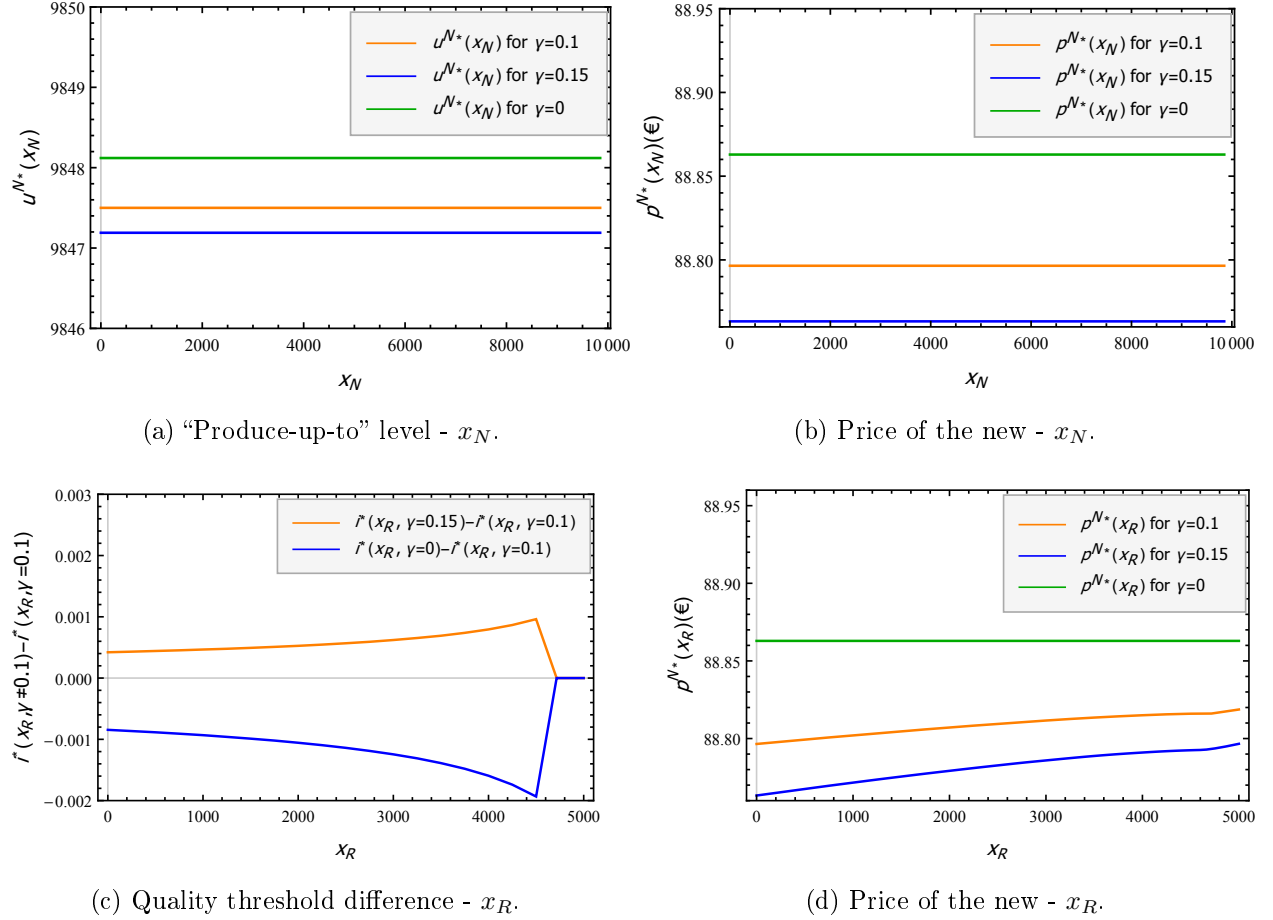 9850
9849
9848
9847
9846
u^{N*}(x_N)
u^{N*}(x_N) for γ=0.1
u^{N*}(x_N) for γ=0.15
u^{N*}(x_N) for γ=0
0 2000 4000 6000 8000 10 000
x_N
(a) “Produce-up-to” level - x_N.
88.95
88.90
88.85
88.80
p^{N*}(x_N)(€)
p^{N*}(x_N) for γ=0.1
p^{N*}(x_N) for γ=0.15
p^{N*}(x_N) for γ=0
0 2000 4000 6000 8000 10 000
x_N
(b) Price of the new - x_N.
0.003
0.002
0.001
0.000
−0.001
−0.002
i*(x_R,γ≠0.1)−i*(x_R,γ=0.1)
i*(x_R, γ=0.15)−i*(x_R, γ=0.1)
i*(x_R, γ=0)−i*(x_R, γ=0.1)
0 1000 2000 3000 4000 5000
x_R
(c) Quality threshold difference - x_R.
88.95
88.90
88.85
88.80
p^{N*}(x_R)(€)
p^{N*}(x_R) for γ=0.1
p^{N*}(x_R) for γ=0.15
p^{N*}(x_R) for γ=0
0 1000 2000 3000 4000 5000
x_R
(d) Price of the new - x_R.